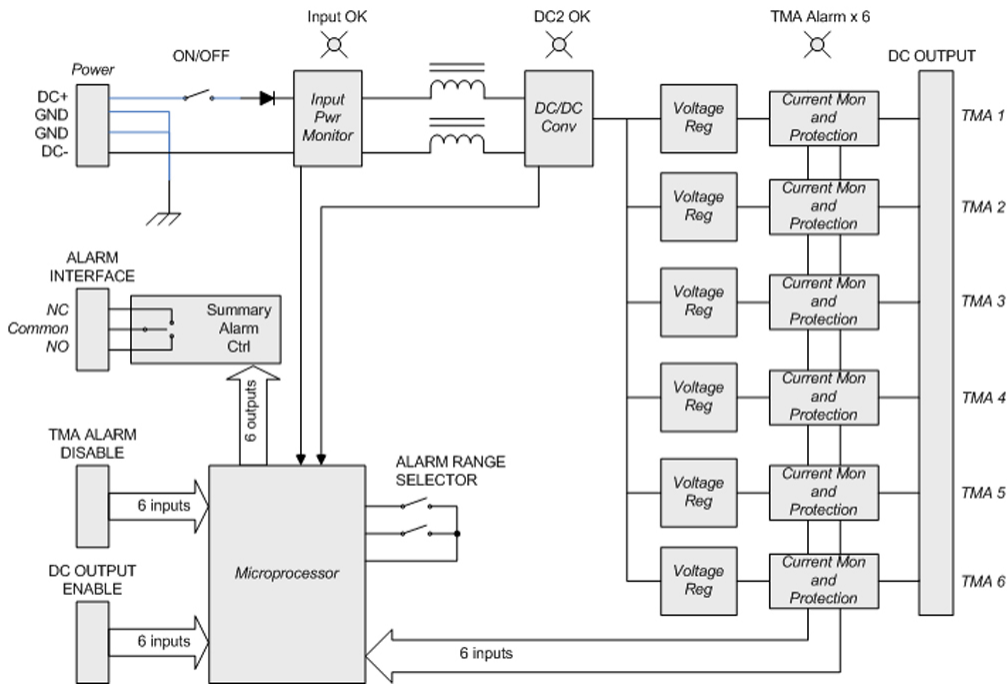 Input OK
DC2 OK
TMA Alarm x 6
ON/OFF
DC OUTPUT
Power
DC+
GND
GND
DC-
Input
Pwr
Monitor
DC/DC
Conv
Voltage
Reg
Current Mon
and
Protection
TMA 1
Voltage
Reg
Current Mon
and
Protection
TMA 2
ALARM
INTERFACE
NC
Common
NO
Summary
Alarm
Ctrl
Voltage
Reg
Current Mon
and
Protection
TMA 3
6 outputs
Voltage
Reg
Current Mon
and
Protection
TMA 4
TMA ALARM
DISABLE
6 inputs
ALARM RANGE
SELECTOR
Voltage
Reg
Current Mon
and
Protection
TMA 5
Microprocessor
DC OUTPUT
ENABLE
6 inputs
Voltage
Reg
Current Mon
and
Protection
TMA 6
6 inputs